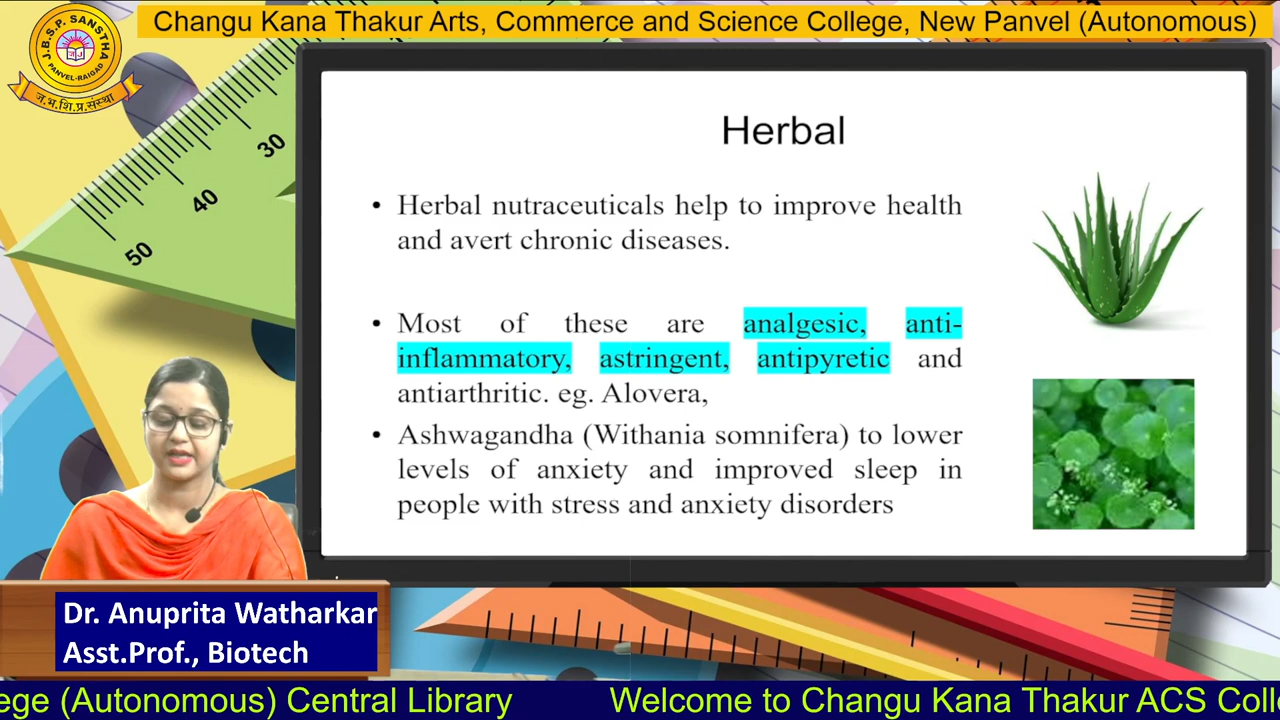 Changu Kana Thakur Arts, Commerce and Science College, New Panvel (Autonomous)
J.B.S.P. SANSTHA
PANVEL-RAIGAD
ज.भ.शि.प्र.संस्था
30
40
50
Herbal
• Herbal nutraceuticals help to improve health
and avert chronic diseases.
• Most of these are analgesic, anti-
inflammatory, astringent, antipyretic and
antiarthritic. eg. Alovera,
• Ashwagandha (Withania somnifera) to lower
levels of anxiety and improved sleep in
people with stress and anxiety disorders
Dr. Anuprita Watharkar
Asst.Prof., Biotech
ege (Autonomous) Central Library Welcome to Changu Kana Thakur ACS Colle